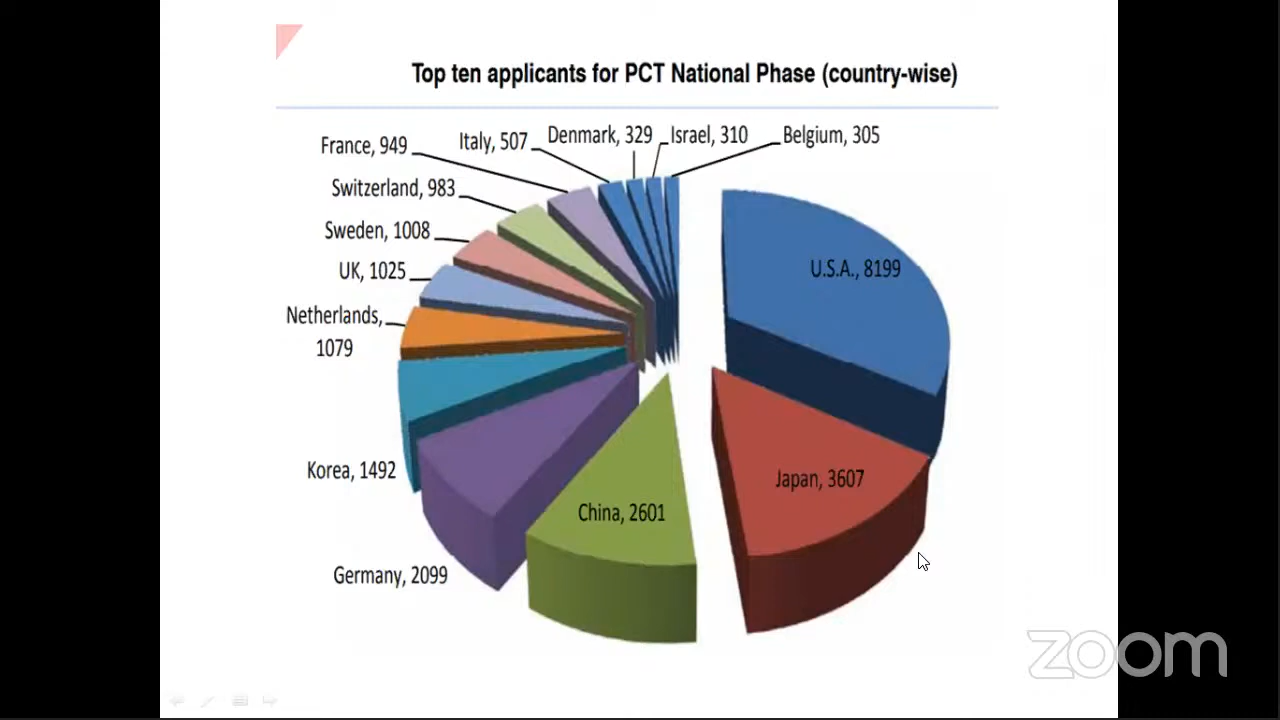 Top ten applicants for PCT National Phase (country-wise)
France, 949
Italy, 507
Denmark, 329
Israel, 310
Belgium, 305
Switzerland, 983
Sweden, 1008
UK, 1025
Netherlands,
1079
Korea, 1492
Germany, 2099
China, 2601
Japan, 3607
U.S.A., 8199
zoom